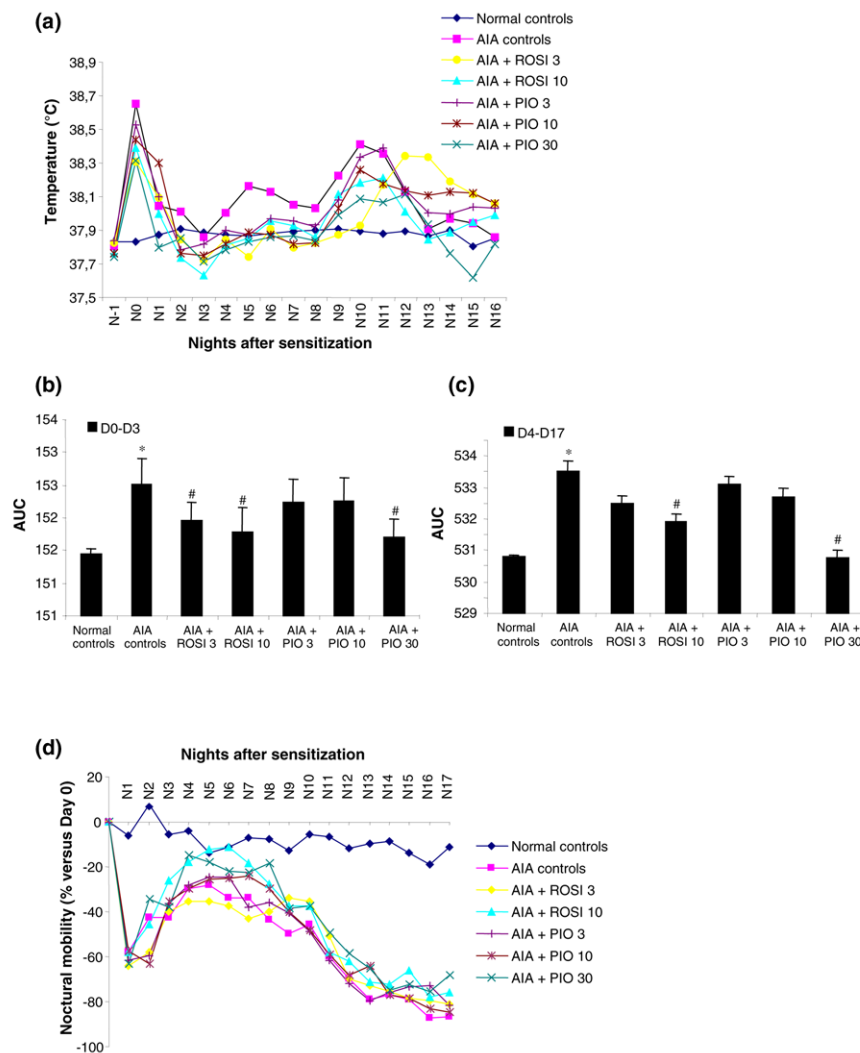 (a)
Normal controls
AIA controls
AIA + ROSI 3
AIA + ROSI 10
AIA + PIO 3
AIA + PIO 10
AIA + PIO 30
Temperature (°C)
38,9
38,7
38,5
38,3
38,1
37,9
37,7
37,5
N-1 N0 N1 N2 N3 N4 N5 N6 N7 N8 N9 N10 N11 N12 N13 N14 N15 N16
Nights after sensitization
(b)
D0-D3
AUC
154
153
153
152
152
151
* # # #
Normal controls
AIA controls
AIA + ROSI 3
AIA + ROSI 10
AIA + PIO 3
AIA + PIO 10
AIA + PIO 30
(c)
D4-D17
AUC
534
533
532
531
530
529
* # #
Normal controls
AIA controls
AIA + ROSI 3
AIA + ROSI 10
AIA + PIO 3
AIA + PIO 10
AIA + PIO 30
(d)
Nights after sensitization
N1 N2 N3 N4 N5 N6 N7 N8 N9 N10 N11 N12 N13 N14 N15 N16 N17
Noctural mobility (% versus Day 0)
20
0
-20
-40
-60
-80
-100
Normal controls
AIA controls
AIA + ROSI 3
AIA + ROSI 10
AIA + PIO 3
AIA + PIO 10
AIA + PIO 30